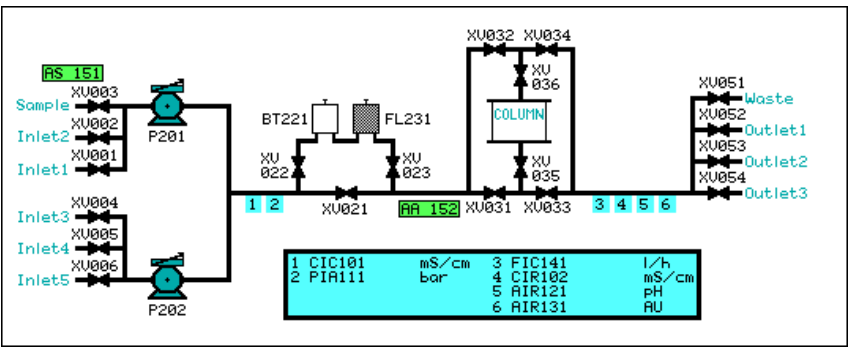 XV032 XV034
AS 151
XV003
Sample
XV
036
XV051
Waste
XV002
Inlet2
P201
BT221
FL231
COLUMN
XV052
Outlet1
XV001
Inlet1
XV
022
XV
023
XV
035
XV053
Outlet2
XV004
Inlet3
1 2
XV021
AA 152
XV031 XV033
3 4 5 6
XV054
Outlet3
XV005
Inlet4
XV006
Inlet5
P202
1 CIC101 mS/cm 3 FIC141 l/h
2 PIA111 bar 4 CIR102 mS/cm
5 AIR121 pH
6 AIR131 AU